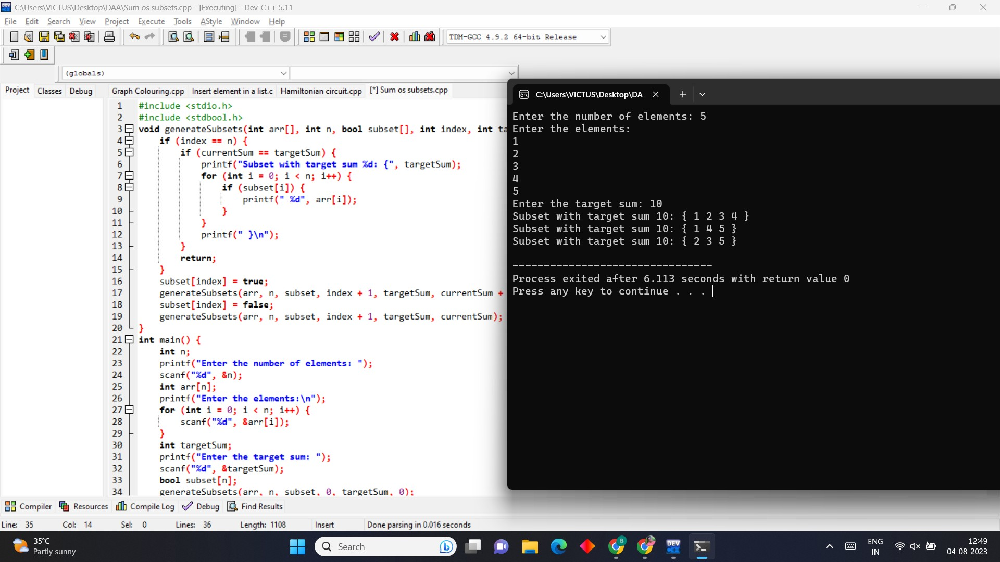 C:\Users\VICTUS\Desktop\DAA\Sum os subsets.cpp - [Executing] - Dev-C++ 5.11
File Edit Search View Project Execute Tools AStyle Window Help
TDM-GCC 4.9.2 64-bit Release
(globals)
Project Classes Debug
Graph Colouring.cpp Insert element in a list.c Hamiltonian circuit.cpp [*] Sum os subsets.cpp
1 #include <stdio.h>
2 #include <stdbool.h>
3 void generateSubsets(int arr[], int n, bool subset[], int index, int ta
4 if (index == n) {
5 if (currentSum == targetSum) {
6 printf("Subset with target sum %d: {", targetSum);
7 for (int i = 0; i < n; i++) {
8 if (subset[i]) {
9 printf(" %d", arr[i]);
10 }
11 }
12 printf(" }\n");
13 }
14 return;
15 }
16 subset[index] = true;
17 generateSubsets(arr, n, subset, index + 1, targetSum, currentSum +
18 subset[index] = false;
19 generateSubsets(arr, n, subset, index + 1, targetSum, currentSum);
20 }
21 int main() {
22 int n;
23 printf("Enter the number of elements: ");
24 scanf("%d", &n);
25 int arr[n];
26 printf("Enter the elements:\n");
27 for (int i = 0; i < n; i++) {
28 scanf("%d", &arr[i]);
29 }
30 int targetSum;
31 printf("Enter the target sum: ");
32 scanf("%d", &targetSum);
33 bool subset[n];
34 generateSubsets(arr, n, subset, 0, targetSum, 0);
C:\Users\VICTUS\Desktop\DA
Enter the number of elements: 5
Enter the elements:
1
2
3
4
5
Enter the target sum: 10
Subset with target sum 10: { 1 2 3 4 }
Subset with target sum 10: { 1 4 5 }
Subset with target sum 10: { 2 3 5 }
--------------------------------
Process exited after 6.113 seconds with return value 0
Press any key to continue . . .
Compiler Resources Compile Log Debug Find Results
Line: 35 Col: 14 Sel: 0 Lines: 36 Length: 1108 Insert Done parsing in 0.016 seconds
35°C
Partly sunny
Search
B
DEV
ENG
IN
12:49
04-08-2023